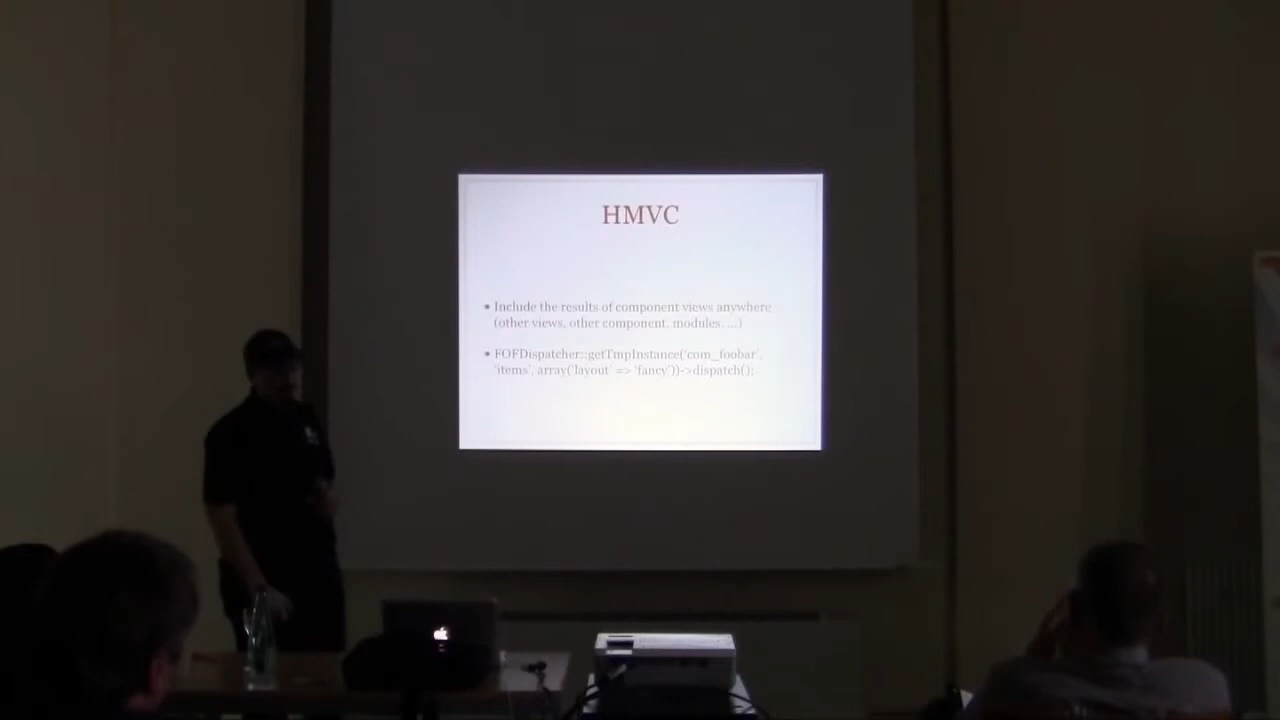 HMVC
• Include the results of component views anywhere
(other views, other component, modules, ...)
• FOFDispatcher::getTmpInstance('com_foobar',
'items', array('layout' => 'fancy'))->dispatch();